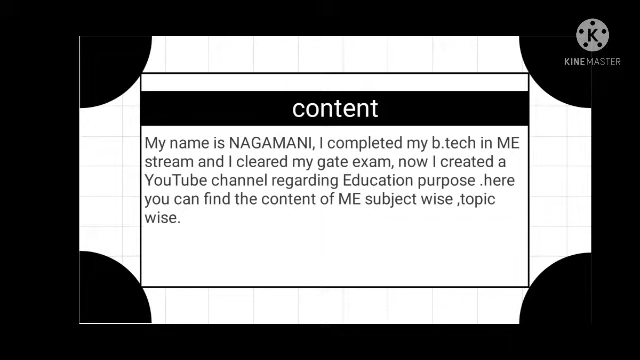 KINEMASTER
content
My name is NAGAMANI, I completed my b.tech in ME
stream and I cleared my gate exam, now I created a
YouTube channel regarding Education purpose .here
you can find the content of ME subject wise ,topic
wise.